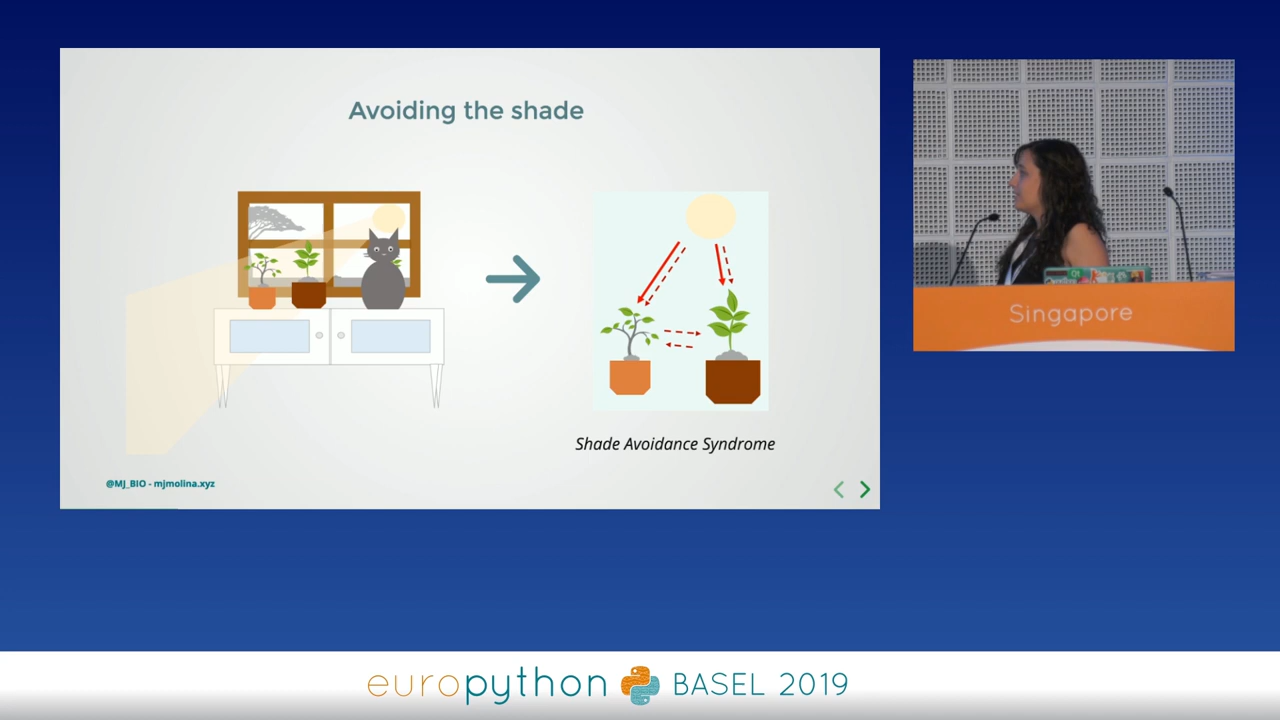 Avoiding the shade
Shade Avoidance Syndrome
@MJ_BIO - mjmolina.xyz
Singapore
europython BASEL 2019